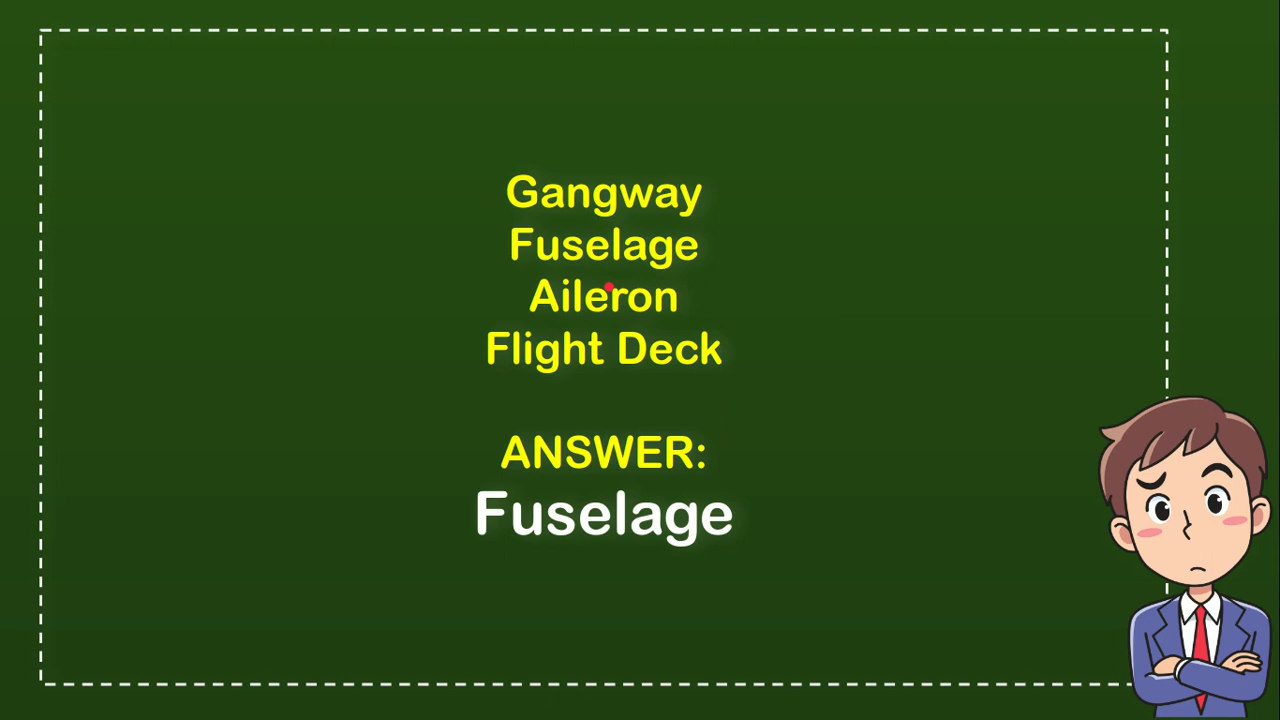 Gangway
Fuselage
Aileron
Flight Deck
ANSWER:
Fuselage